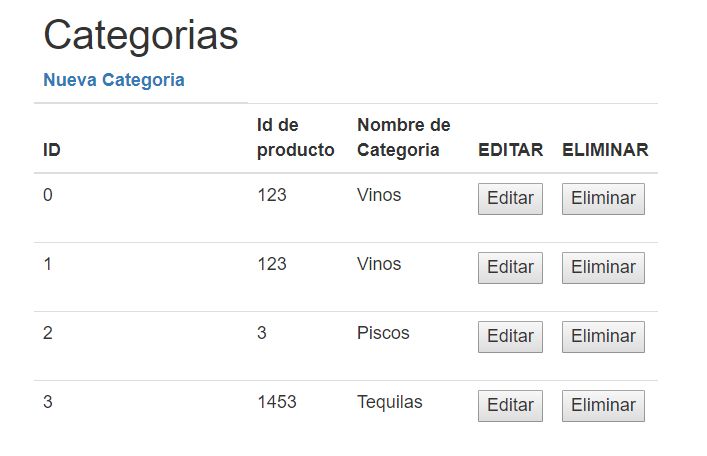 Categorias
Nueva Categoria
ID Id de producto Nombre de Categoria EDITAR ELIMINAR
0 123 Vinos Editar Eliminar
1 123 Vinos Editar Eliminar
2 3 Piscos Editar Eliminar
3 1453 Tequilas Editar Eliminar